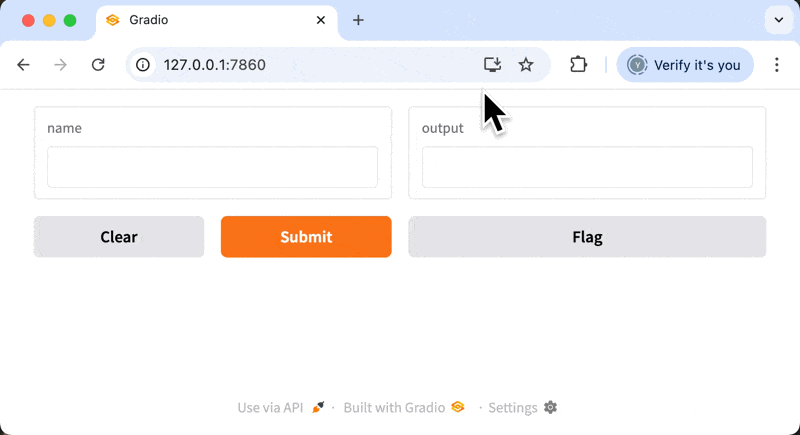 Gradio
127.0.0.1:7860
Verify it's you
Y
name
output
Clear
Submit
Flag
Use via API · Built with Gradio · Settings